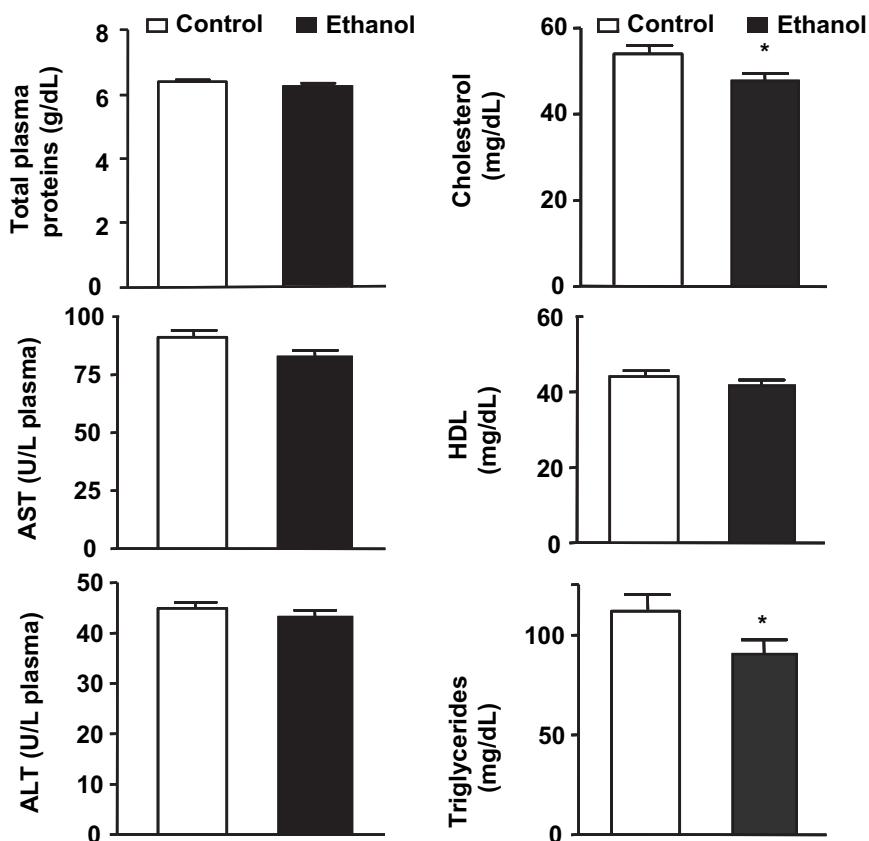 Control Ethanol
Total plasma
proteins (g/dL)
8
6
4
2
0
Control Ethanol
Cholesterol
(mg/dL)
60
*
40
20
0
AST (U/L plasma)
100
75
50
25
0
HDL
(mg/dL)
60
40
20
0
ALT (U/L plasma)
50
40
30
20
10
0
Triglycerides
(mg/dL)
100
*
50
0